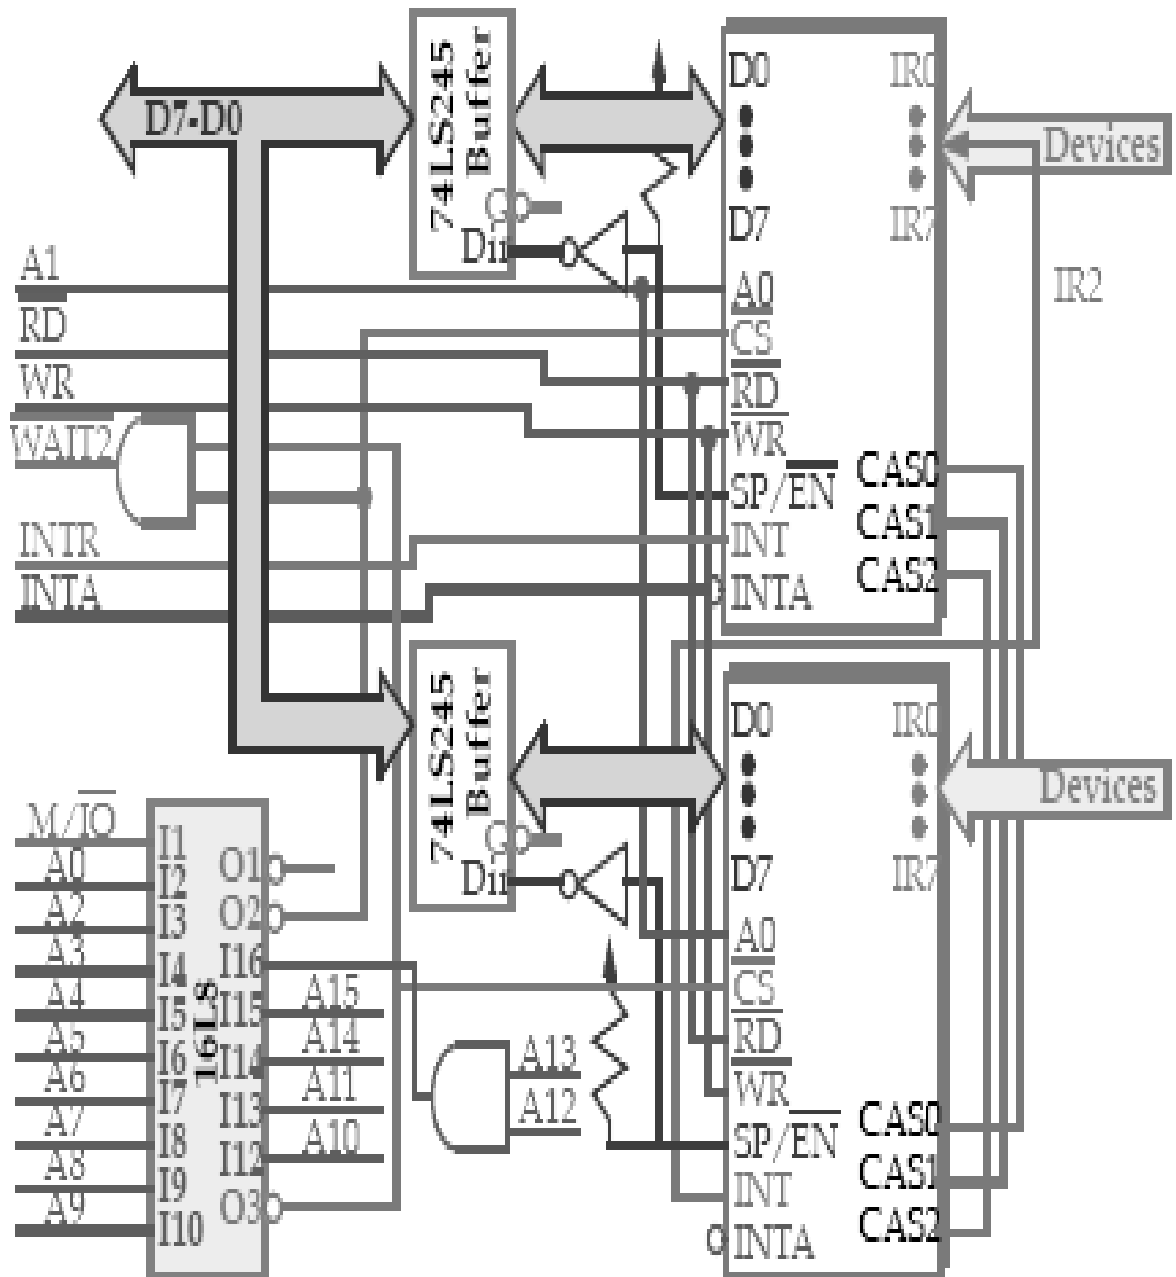 D7-D0
74LS245
Buffer
Dir
D0
D7
IR0
IR7
Devices
IR2
A1
RD
WR
WAIT2
INTR
INTA
A0
CS
RD
WR
SP/EN
INT
INTA
CAS0
CAS1
CAS2
74LS245
Buffer
Dir
D0
D7
IR0
IR7
Devices
A0
CS
RD
WR
SP/EN
INT
INTA
CAS0
CAS1
CAS2
M/IO
A0
A2
A3
A4
A5
A6
A7
A8
A9
I1
I2
I3
I4
I5
I6
I7
I8
I9
I10
16LS
O1
O2
I16
I15
I14
I13
I12
O3
A15
A14
A11
A10
A13
A12